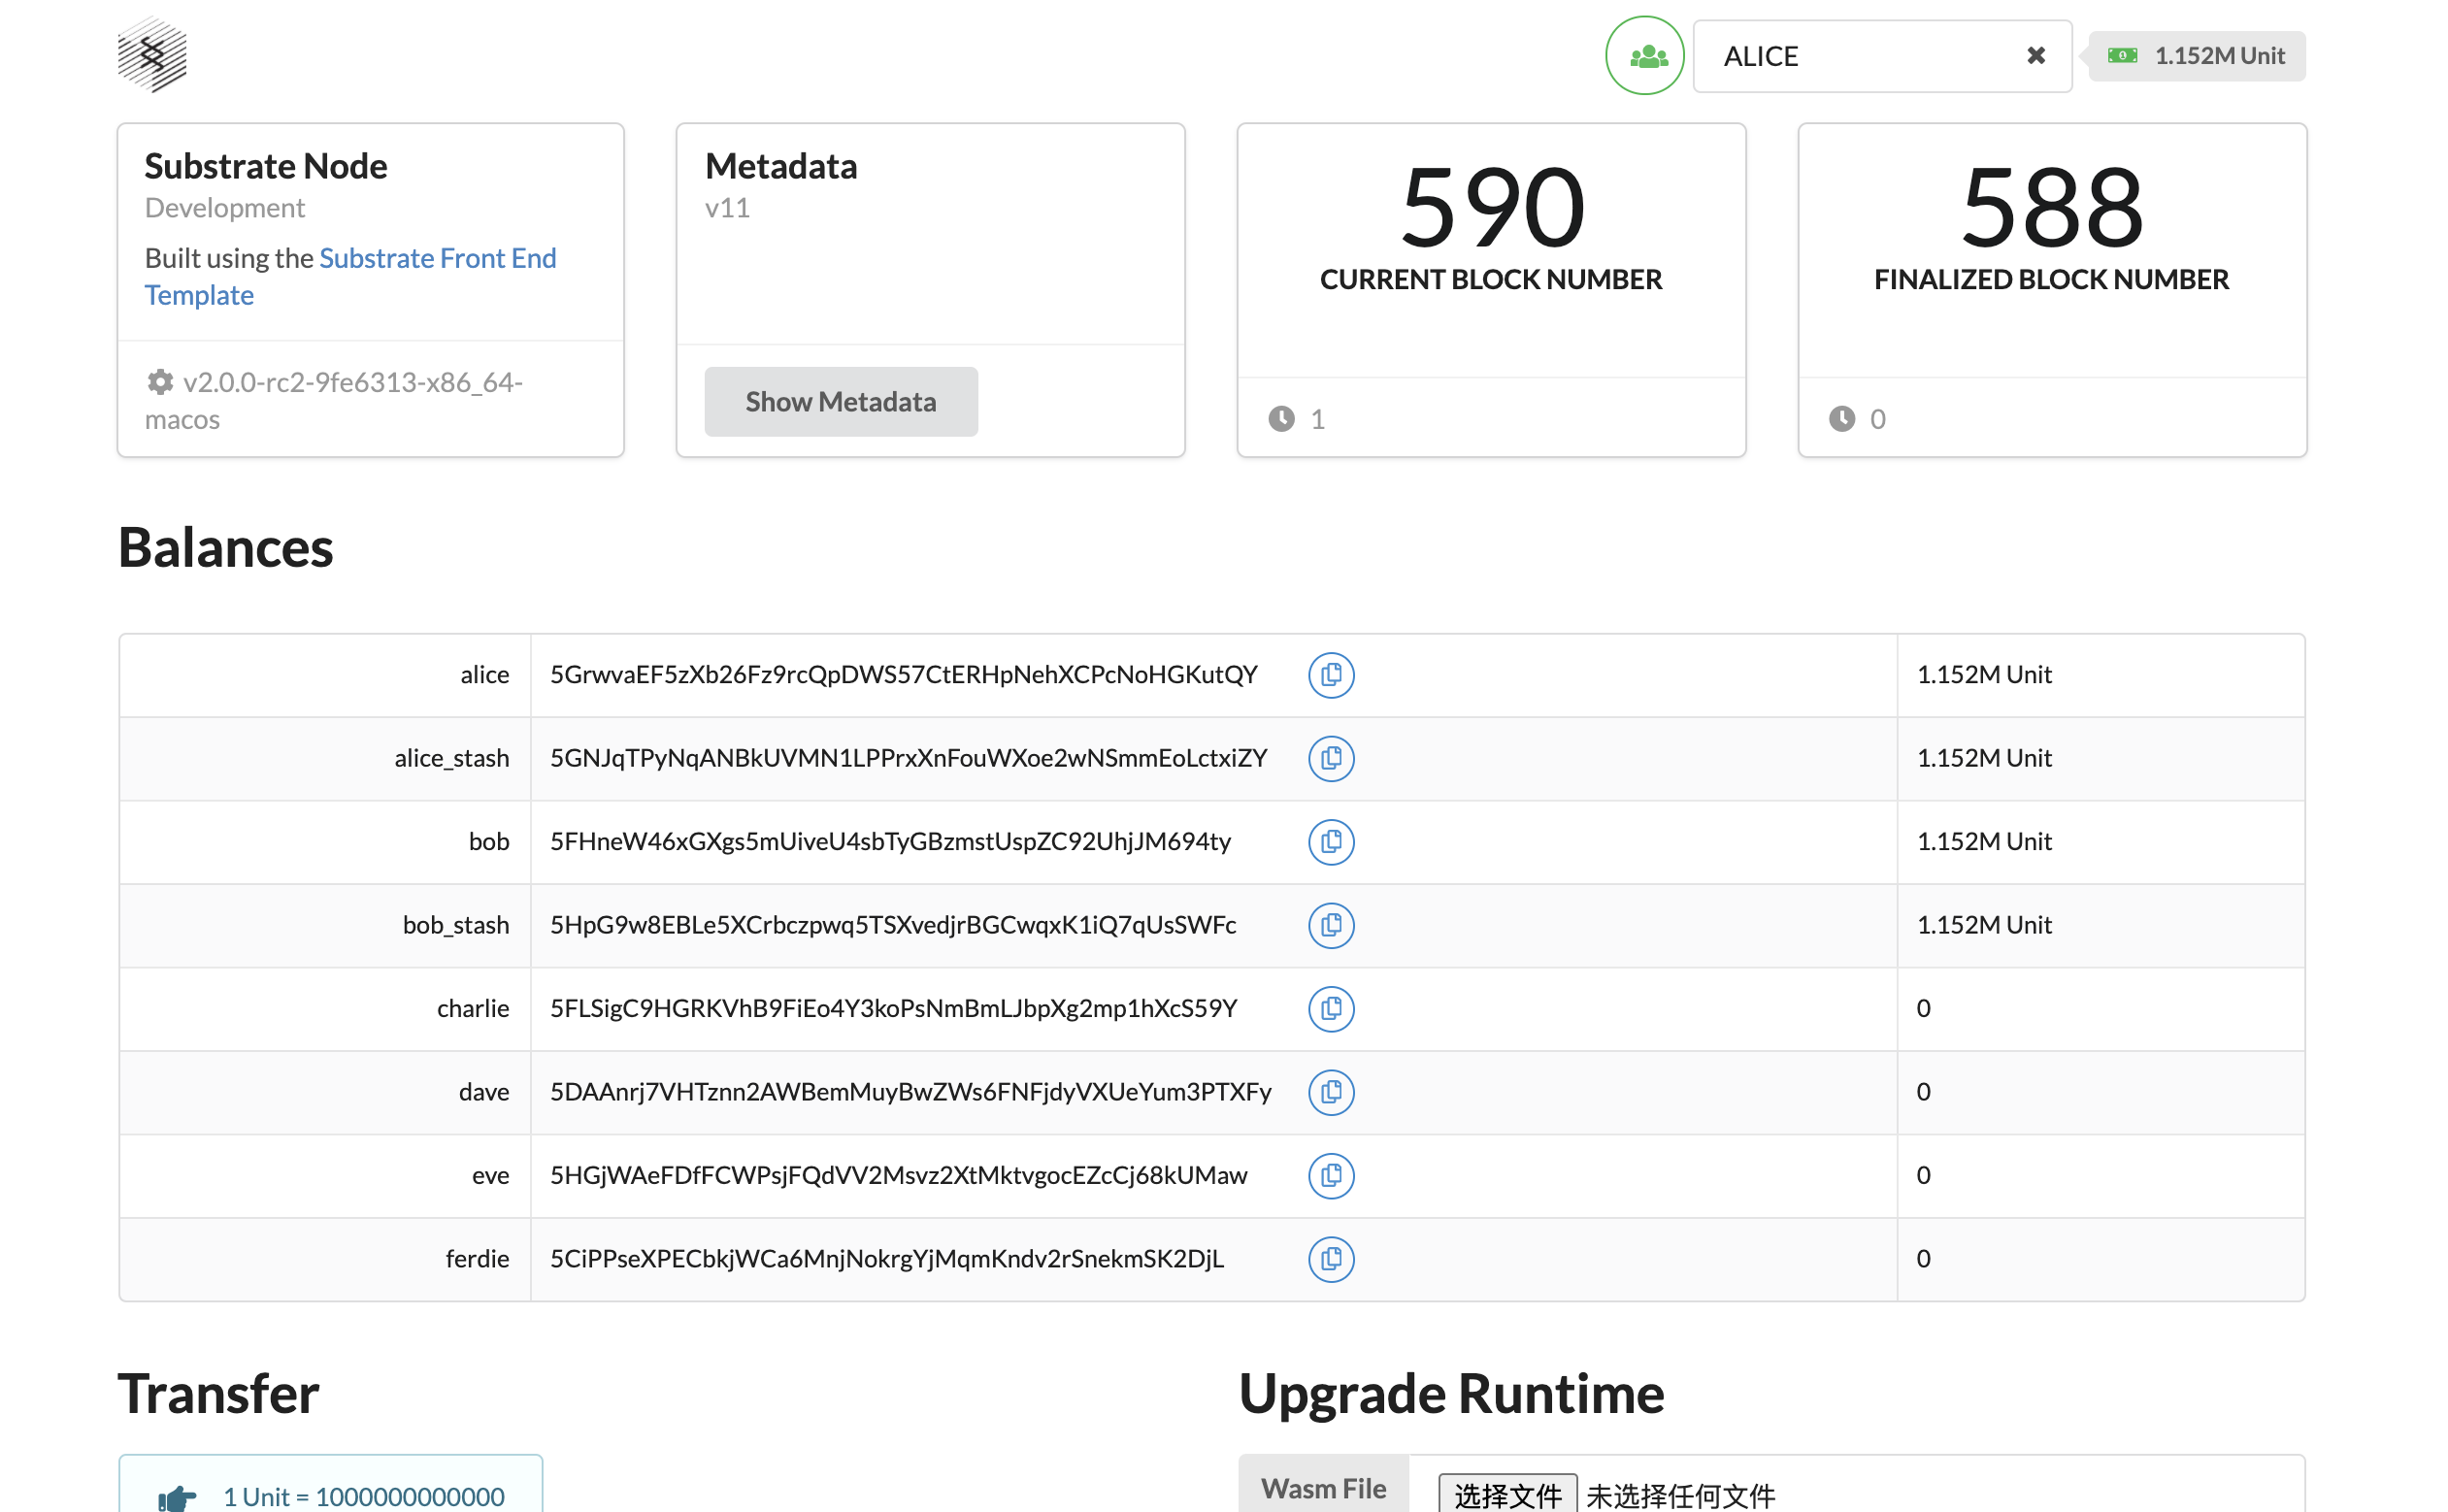 ALICE
1.152M Unit
Substrate Node
Development
Built using the Substrate Front End
Template
v2.0.0-rc2-9fe6313-x86_64-
macos
Metadata
v11
Show Metadata
590
CURRENT BLOCK NUMBER
1
588
FINALIZED BLOCK NUMBER
0
Balances
alice 5GrwvaEF5zXb26Fz9rcQpDWS57CtERHpNehXCPcNoHGKutQY 1.152M Unit
alice_stash 5GNJqTPyNqANBkUVMN1LPPrxXnFouWXoe2wNSmmEoLctxiZY 1.152M Unit
bob 5FHneW46xGXgs5mUiveU4sbTyGBzmstUspZC92UhjJM694ty 1.152M Unit
bob_stash 5HpG9w8EBLe5XCrbczpwq5TSXvedjrBGCwqxK1iQ7qUsSWFc 1.152M Unit
charlie 5FLSigC9HGRKVhB9FiEo4Y3koPsNmBmLJbpXg2mp1hXcS59Y 0
dave 5DAAnrj7VHTznn2AWBemMuyBwZWs6FNFjdyVXUeYum3PTXFy 0
eve 5HGjWAeFDfFCWPsjFQdVV2Msvz2XtMktvgocEZcCj68kUMaw 0
ferdie 5CiPPseXPECbkjWCa6MnjNokrgYjMqmKndv2rSnekmSK2DjL 0
Transfer
1 Unit = 1000000000000
Upgrade Runtime
Wasm File 选择文件 未选择任何文件